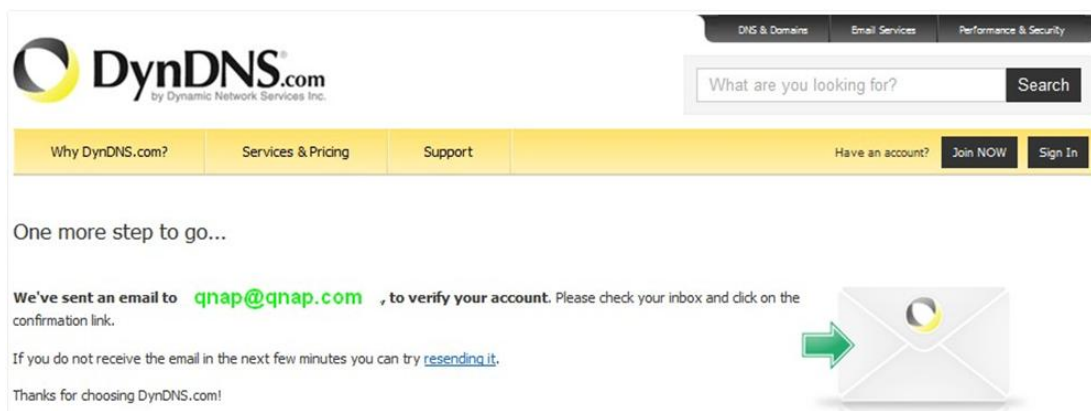 DNS & Domains Email Services Performance & Security
DynDNS.com
by Dynamic Network Services Inc.
What are you looking for? Search
Why DynDNS.com? Services & Pricing Support Have an account? Join NOW Sign In
One more step to go...
We've sent an email to qnap@qnap.com , to verify your account. Please check your inbox and click on the
confirmation link.
If you do not receive the email in the next few minutes you can try resending it.
Thanks for choosing DynDNS.com!